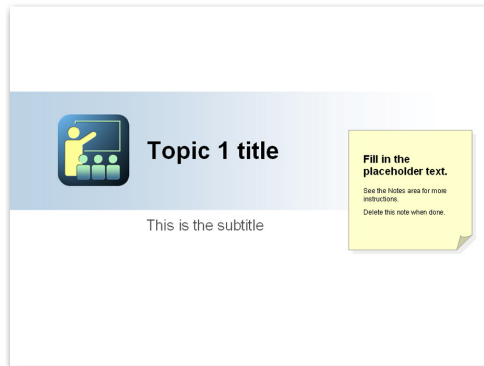 Topic 1 title
This is the subtitle
Fill in the
placeholder text.
See the Notes area for more
instructions.
Delete this note when done.